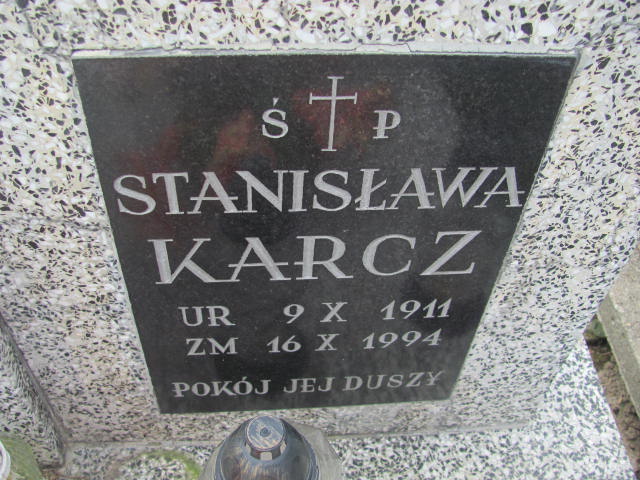 Ś P
STANISŁAWA
KARCZ
UR 9 X 1911
ZM 16 X 1994
POKÓJ JEJ DUSZY